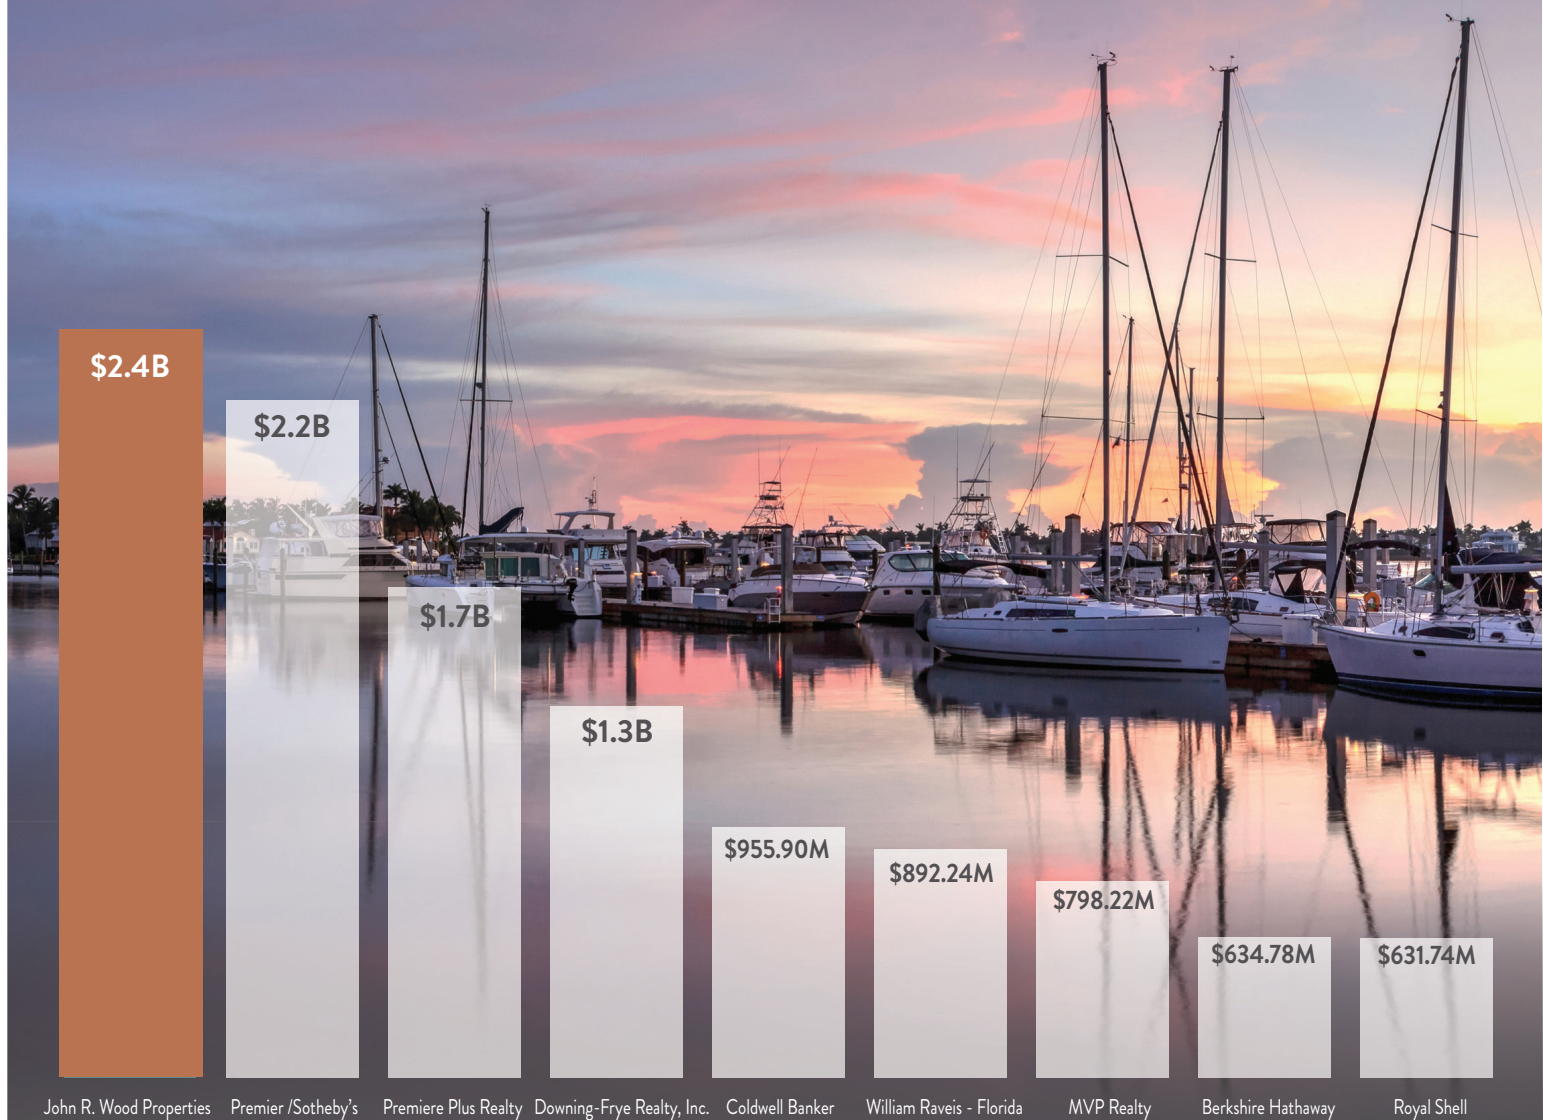 $2.4B
$2.2B
$1.7B
$1.3B
$955.90M
$892.24M
$798.22M
$634.78M
$631.74M
John R. Wood Properties
Premier /Sotheby's
Premiere Plus Realty
Downing-Frye Realty, Inc.
Coldwell Banker
William Raveis - Florida
MVP Realty
Berkshire Hathaway
Royal Shell